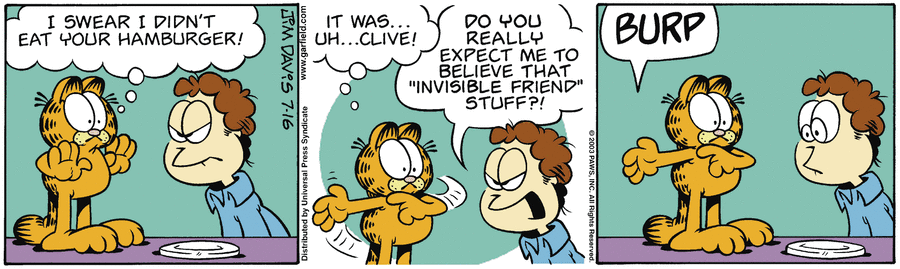 I SWEAR I DIDN'T
EAT YOUR HAMBURGER!
JIM DAVIS 7-16
www.garfield.com
Distributed by Universal Press Syndicate
IT WAS...
UH...CLIVE!
DO YOU
REALLY
EXPECT ME TO
BELIEVE THAT
"INVISIBLE FRIEND"
STUFF?!
BURP
© 2003 PAWS, INC. All Rights Reserved